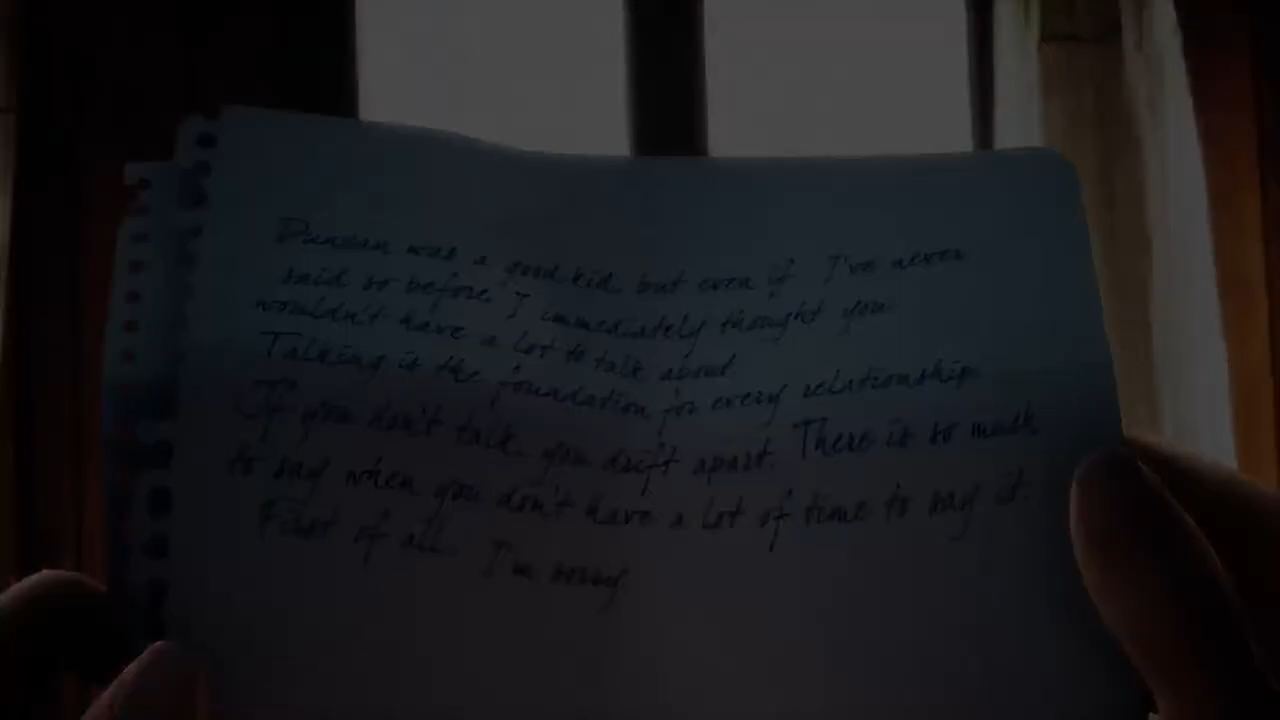 Duncan was a good kid, but even if I've never
said so before, I immediately thought you
wouldn't have a lot to talk about.
Talking is the foundation for every relationship.
If you don't talk, you drift apart. There is so much
to say when you don't have a lot of time to say it.
First of all, I'm sorry.